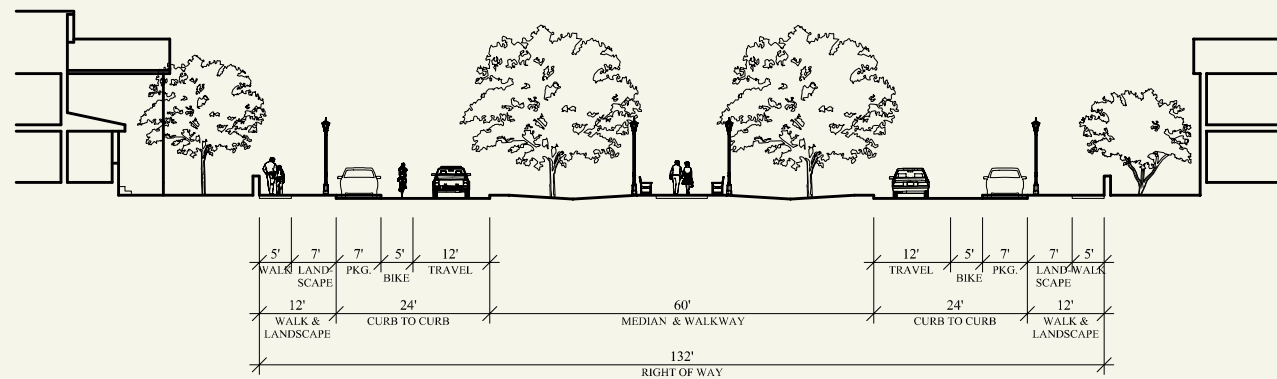 5' 7' 7' 5' 12' 12' 5' 7' 7' 5'
WALK LAND- PKG. BIKE TRAVEL TRAVEL BIKE PKG. LAND- WALK
SCAPE SCAPE
12' 24' 60' 24' 12'
WALK & CURB TO CURB MEDIAN & WALKWAY CURB TO CURB WALK &
LANDSCAPE LANDSCAPE
132'
RIGHT OF WAY